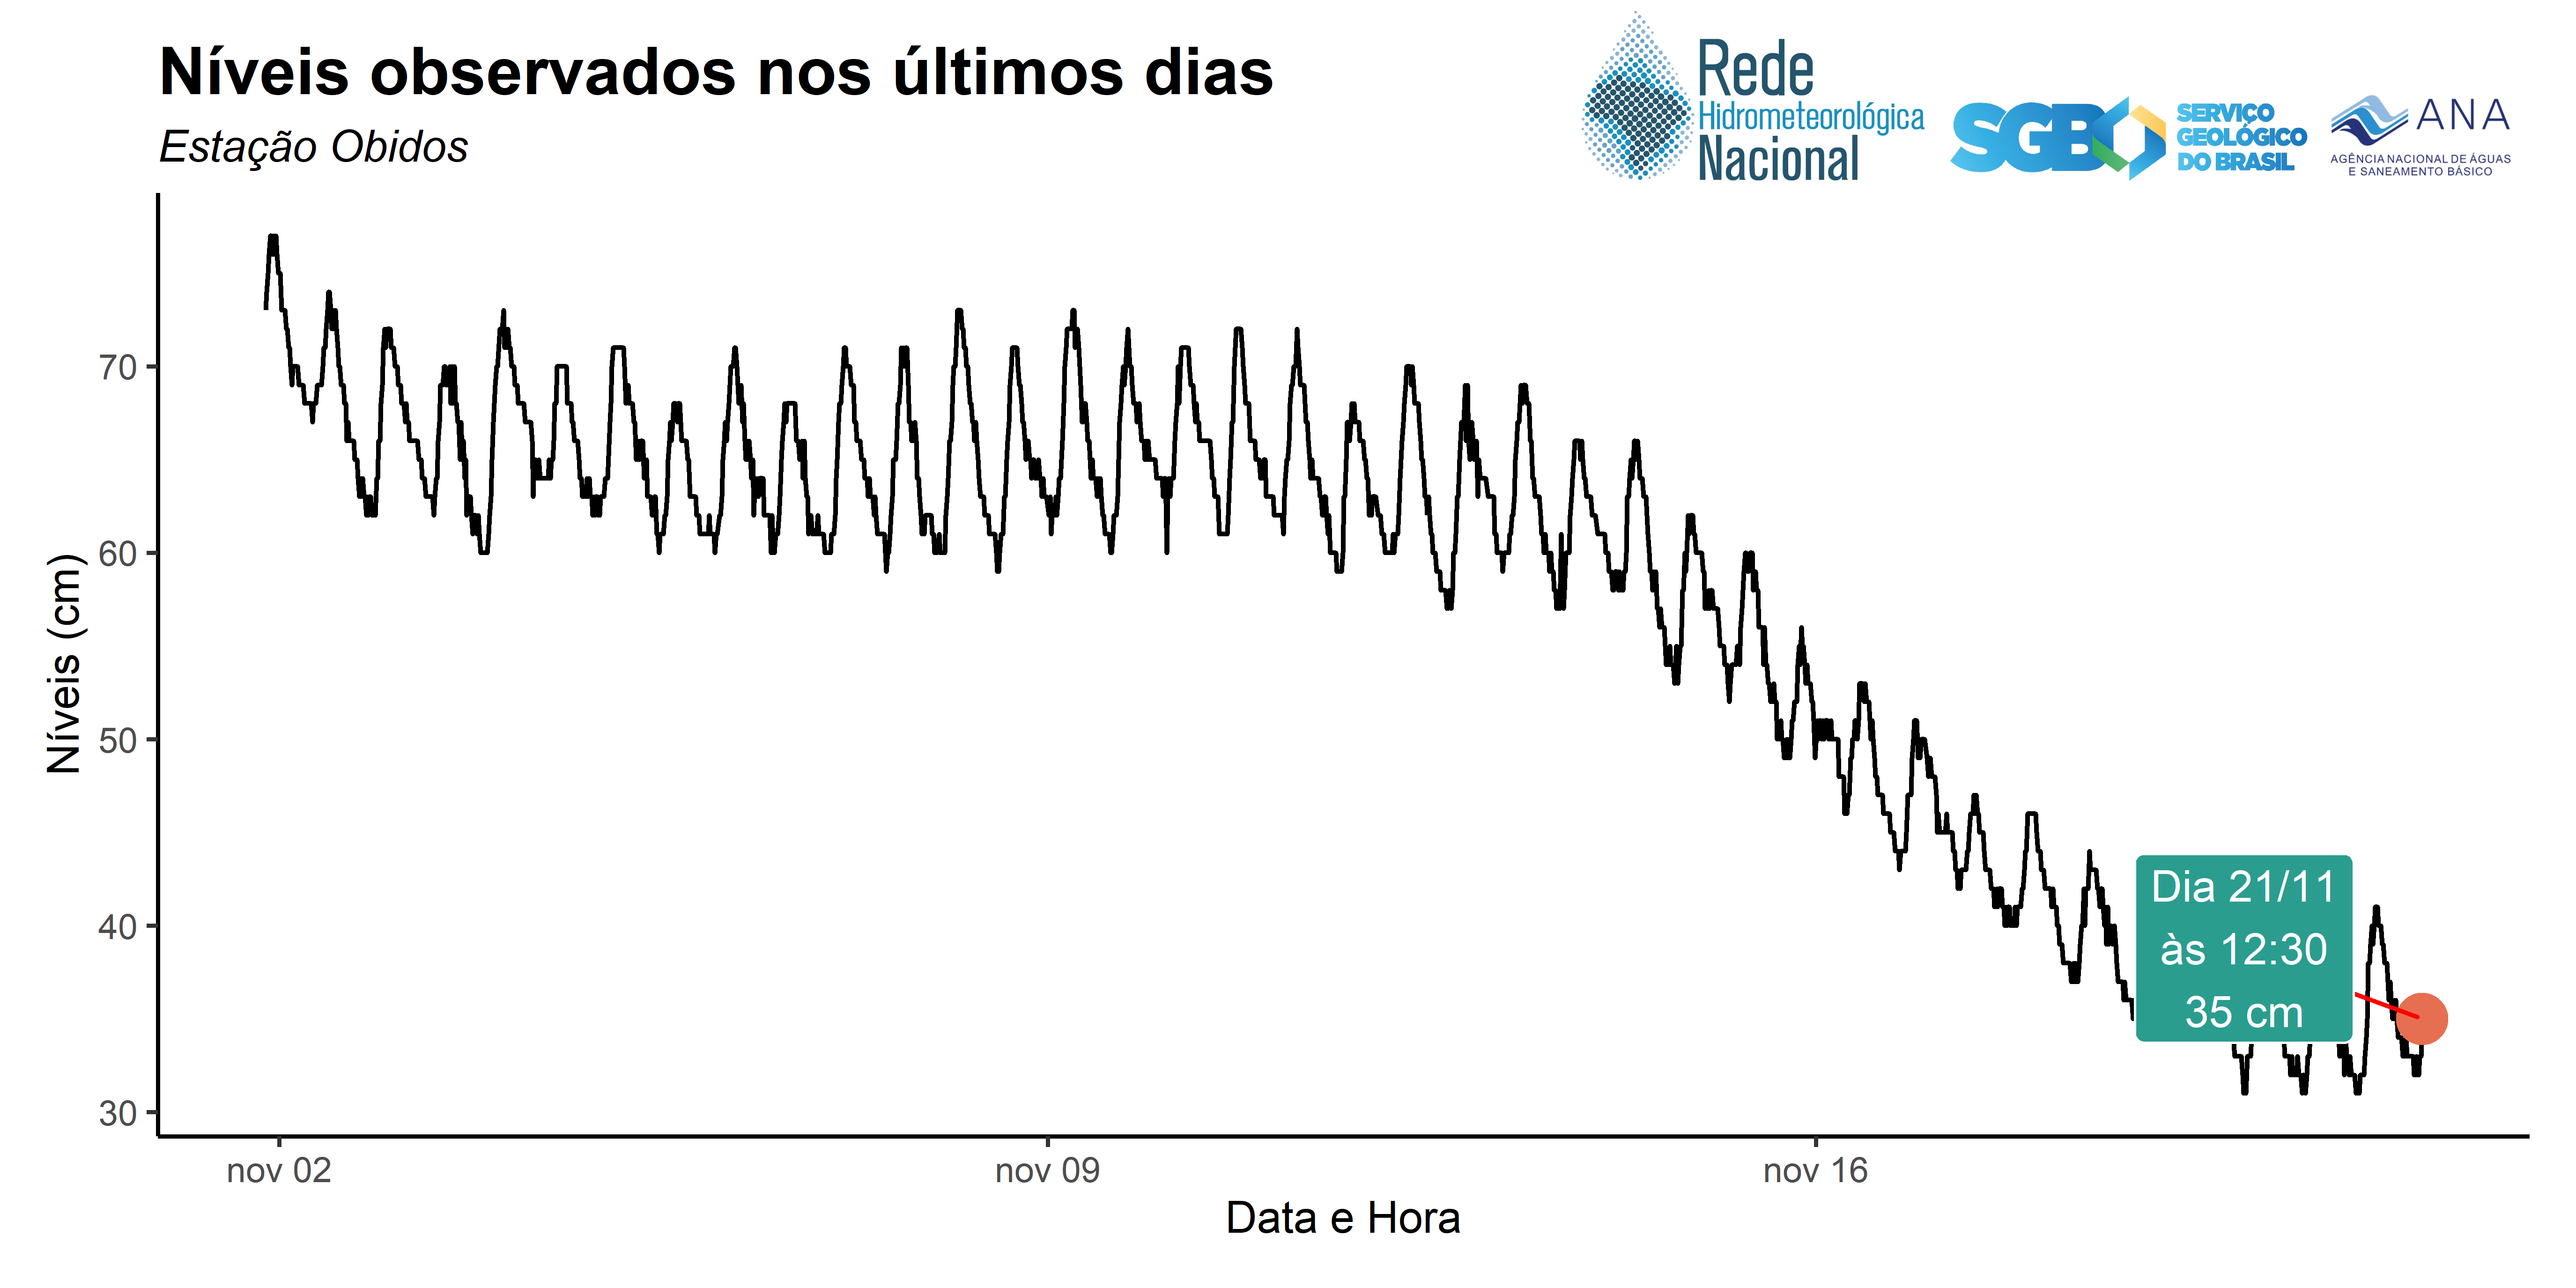 Níveis observados nos últimos dias
Estação Obidos
Rede
Hidrometeorológica
Nacional
SGB
SERVIÇO
GEOLÓGICO
DO BRASIL
ANA
AGÊNCIA NACIONAL DE ÁGUAS
E SANEAMENTO BÁSICO
Níveis (cm)
70
60
50
40
30
Dia 21/11
às 12:30
35 cm
nov 02
nov 09
nov 16
Data e Hora